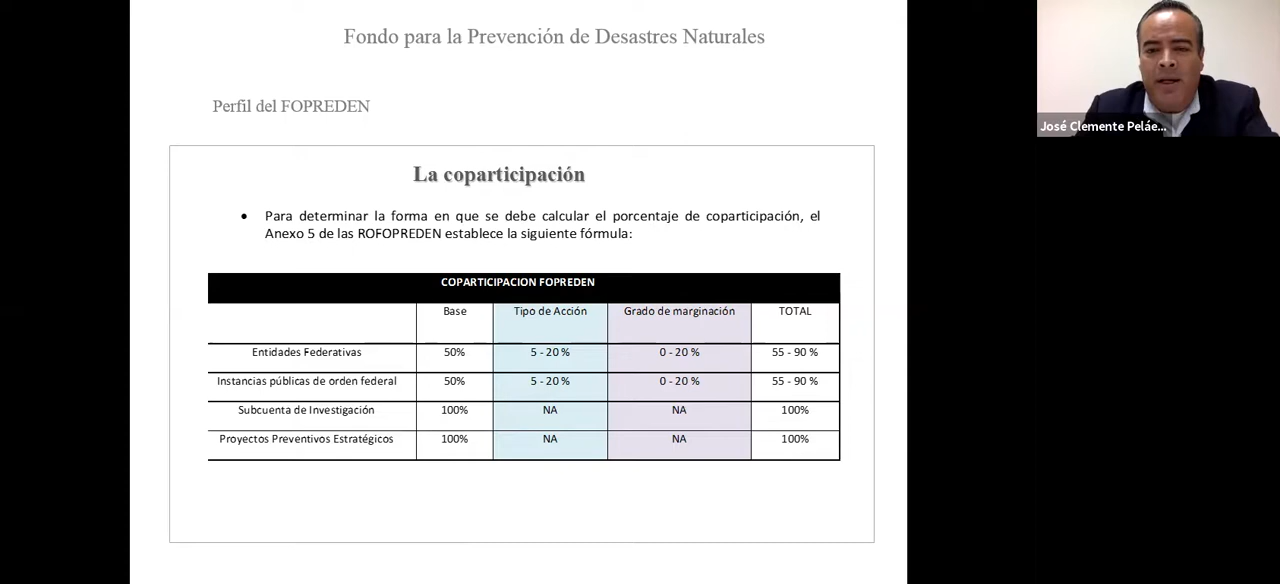 Fondo para la Prevención de Desastres Naturales
Perfil del FOPREDEN
La coparticipación
• Para determinar la forma en que se debe calcular el porcentaje de coparticipación, el
Anexo 5 de las ROFOPREDEN establece la siguiente fórmula:
COPARTICIPACION FOPREDEN
Base Tipo de Acción Grado de marginación TOTAL
Entidades Federativas 50% 5 - 20 % 0 - 20 % 55 - 90 %
Instancias públicas de orden federal 50% 5 - 20 % 0 - 20 % 55 - 90 %
Subcuenta de Investigación 100% NA NA 100%
Proyectos Preventivos Estratégicos 100% NA NA 100%
José Clemente Peláe...